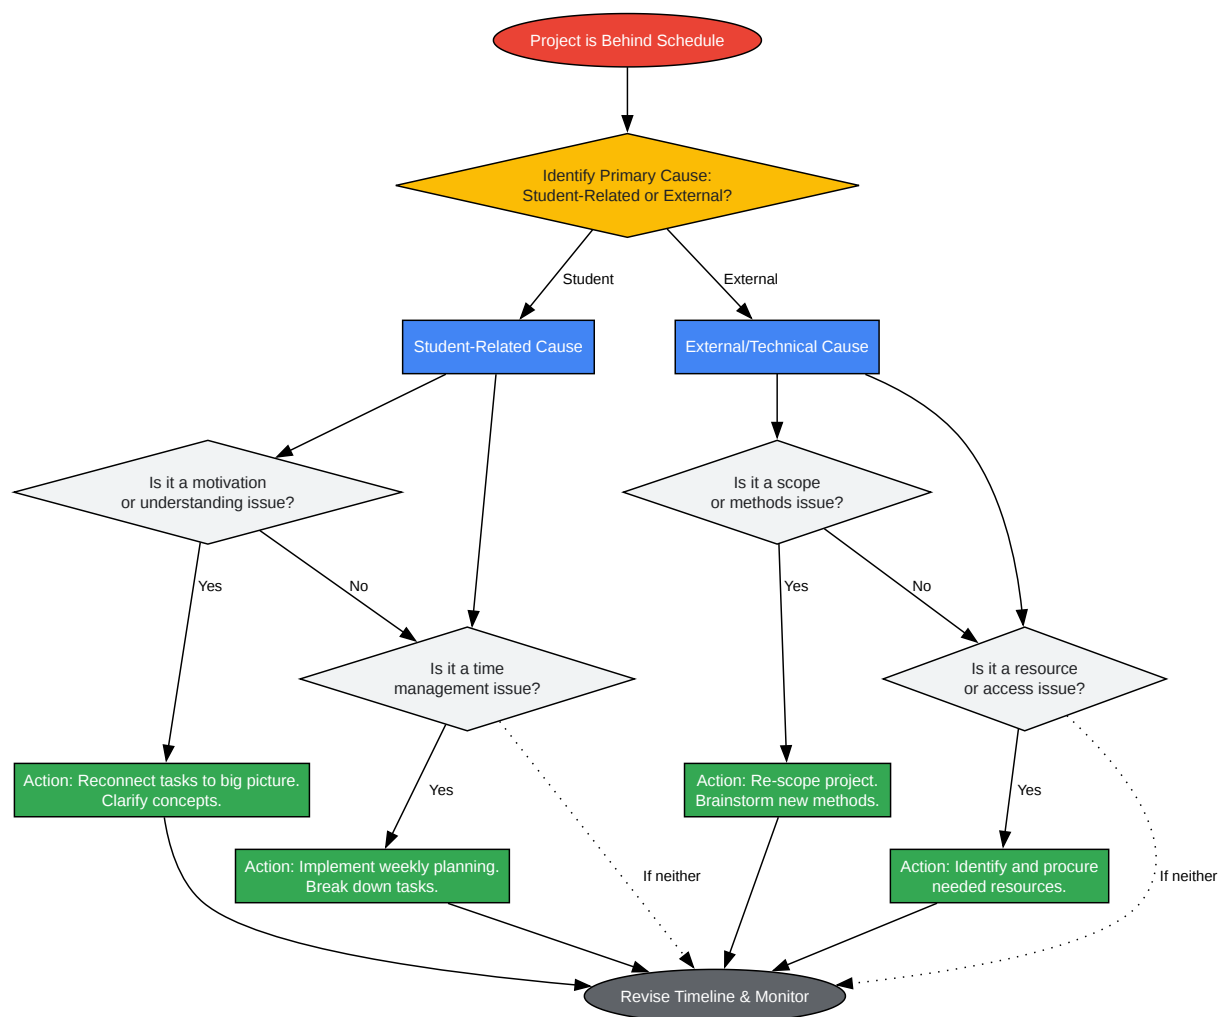 Project is Behind Schedule
Identify Primary Cause:
Student-Related or External?
Student
External
Student-Related Cause
External/Technical Cause
Is it a motivation
or understanding issue?
Is it a scope
or methods issue?
Yes
No
Yes
No
Is it a time
management issue?
Is it a resource
or access issue?
Action: Reconnect tasks to big picture.
Clarify concepts.
Yes
Action: Re-scope project.
Brainstorm new methods.
Yes
Action: Implement weekly planning.
Break down tasks.
If neither
Action: Identify and procure
needed resources.
If neither
Revise Timeline & Monitor